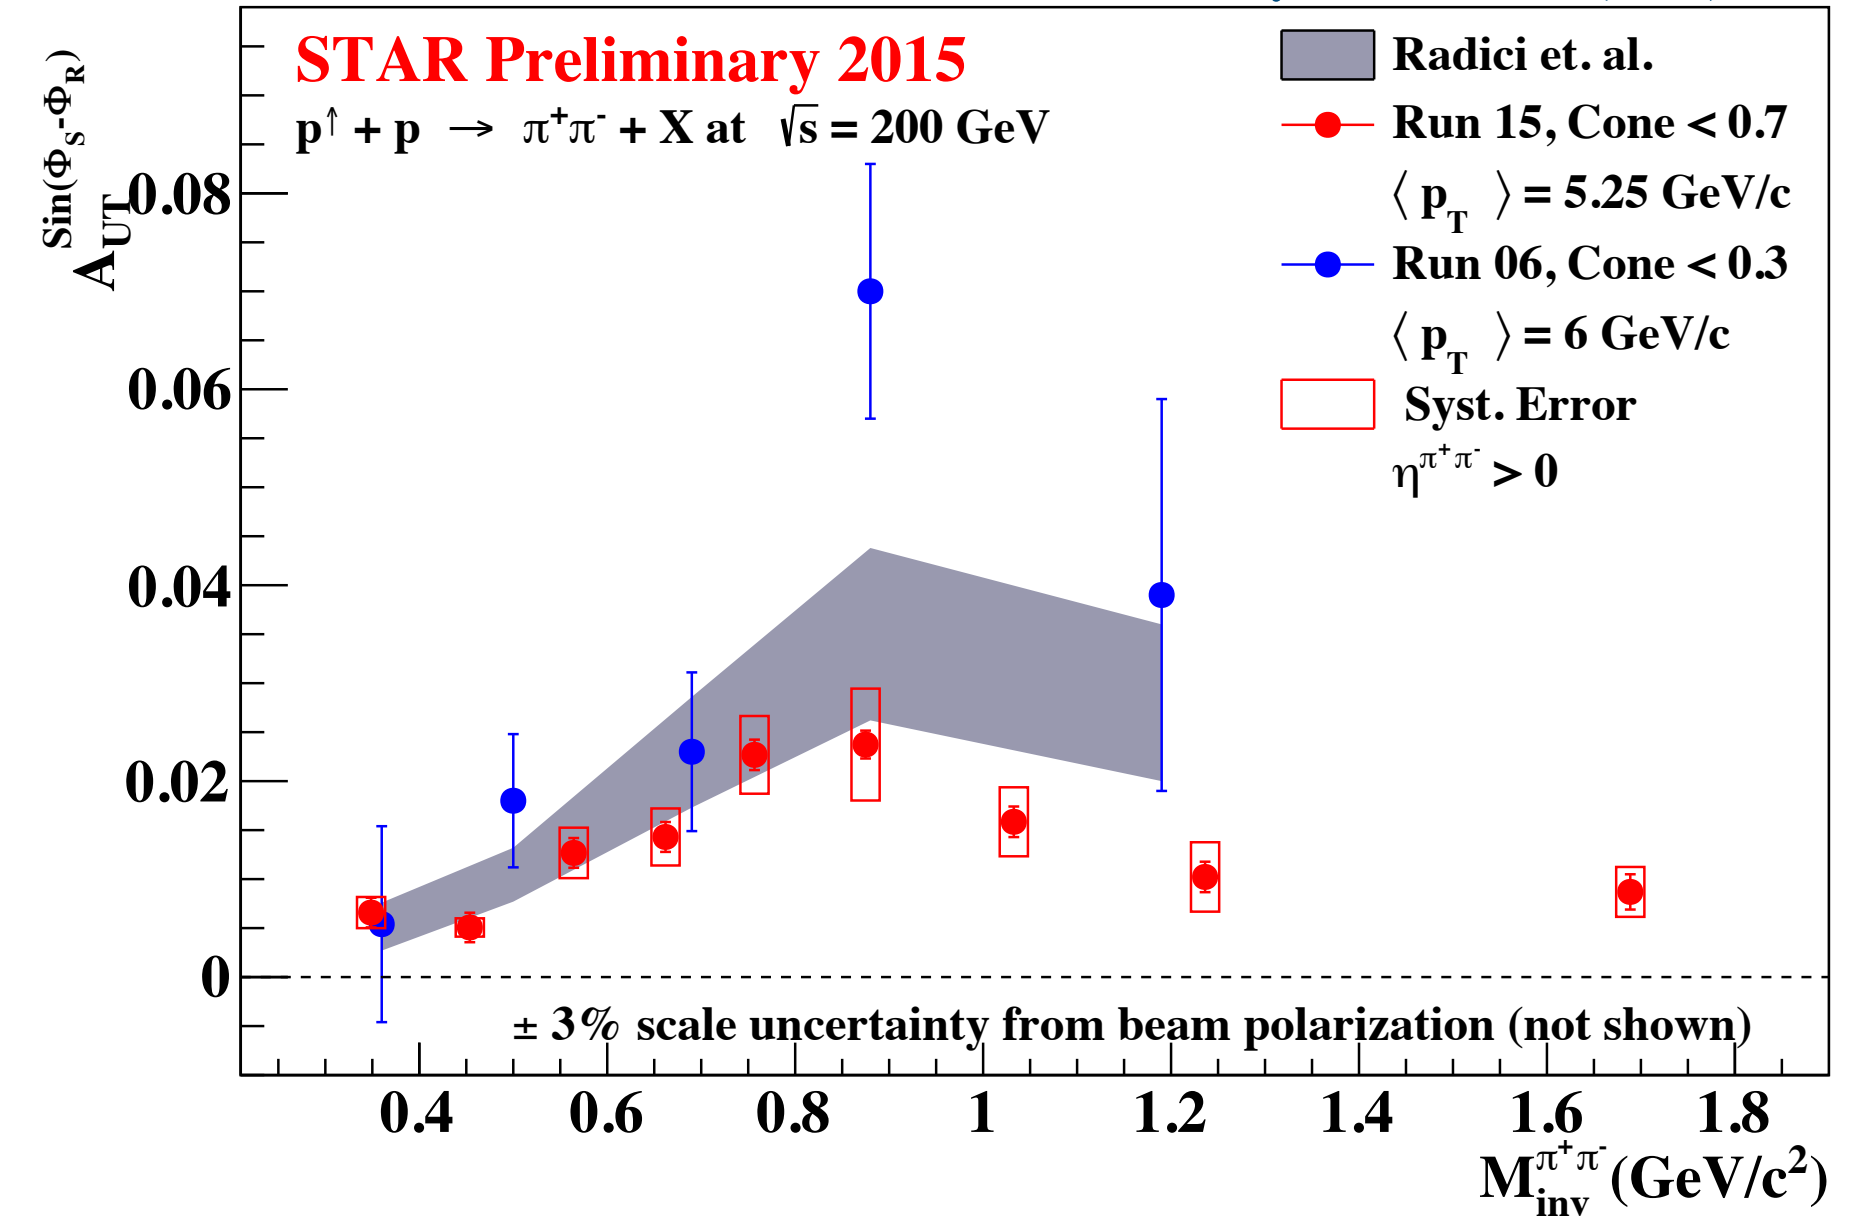 STAR Preliminary 2015
p↑ + p → π⁺π⁻ + X at √s = 200 GeV
Radici et. al.
Run 15, Cone < 0.7
⟨ p_T ⟩ = 5.25 GeV/c
Run 06, Cone < 0.3
⟨ p_T ⟩ = 6 GeV/c
Syst. Error
η^π⁺π⁻ > 0
A_UT^Sin(Φ_S-Φ_R)
0.08
0.06
0.04
0.02
0
± 3% scale uncertainty from beam polarization (not shown)
0.4 0.6 0.8 1 1.2 1.4 1.6 1.8
M_inv^π⁺π⁻ (GeV/c²)